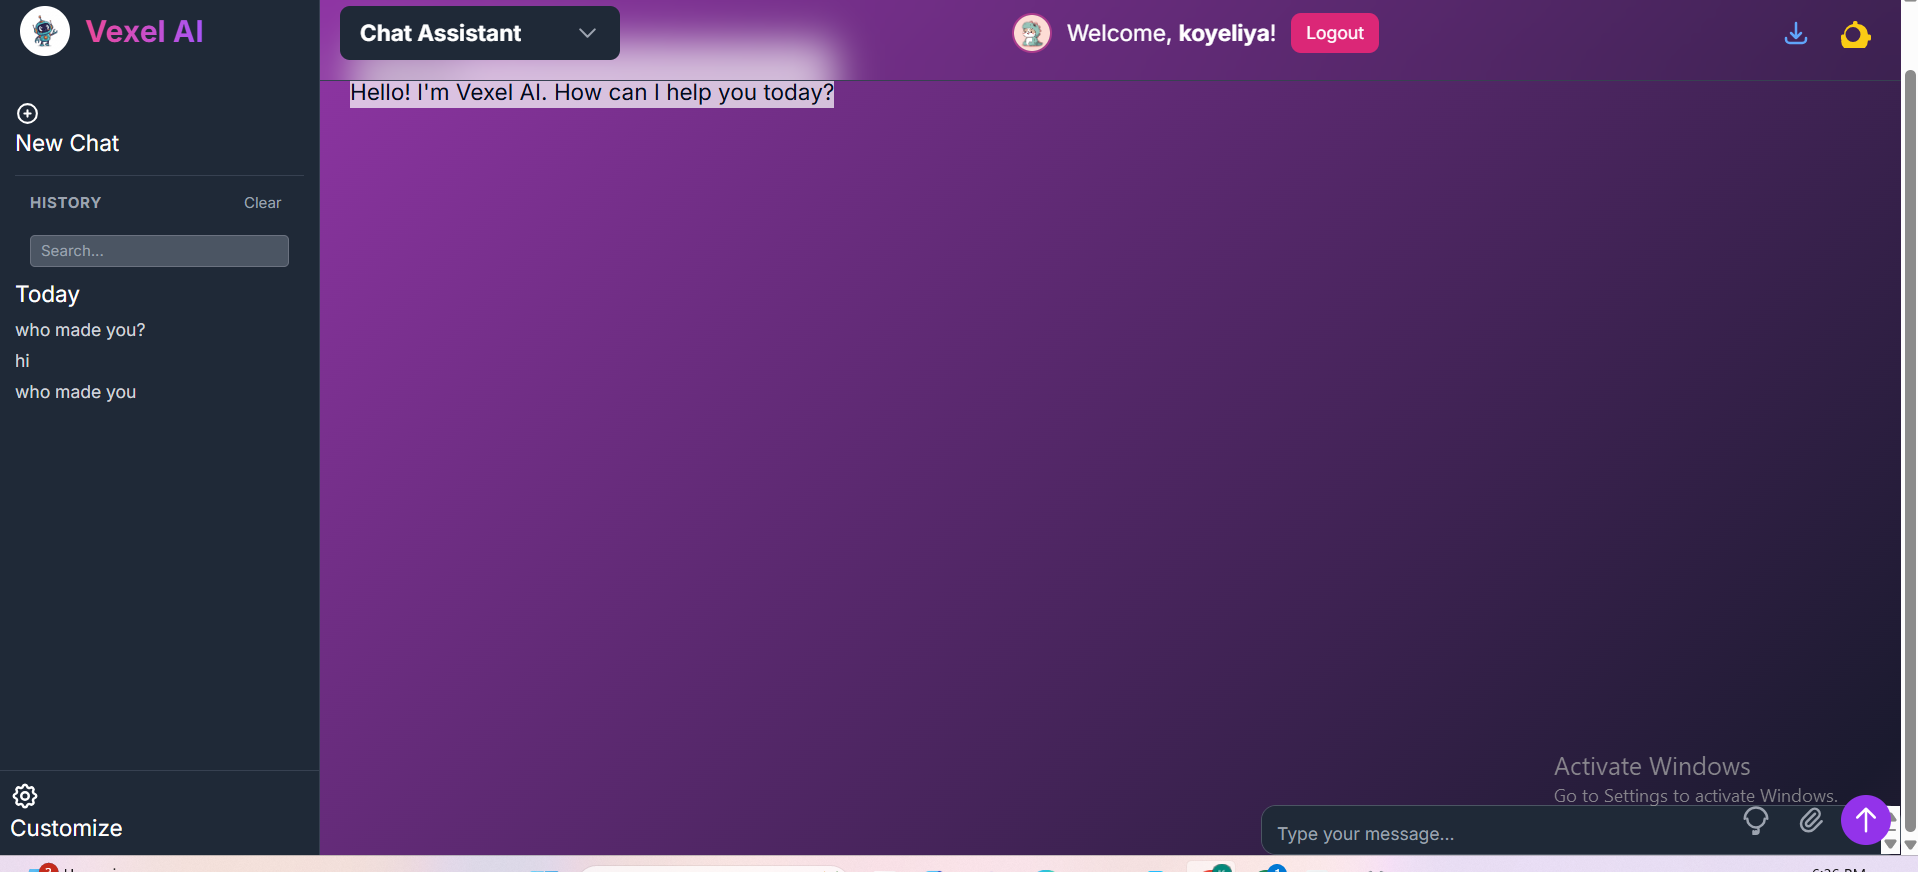 Vexel AI
Chat Assistant
Welcome, koyeliya!
Logout
Hello! I'm Vexel AI. How can I help you today?
New Chat
HISTORY
Clear
Search...
Today
who made you?
hi
who made you
Customize
Activate Windows
Go to Settings to activate Windows.
Type your message...